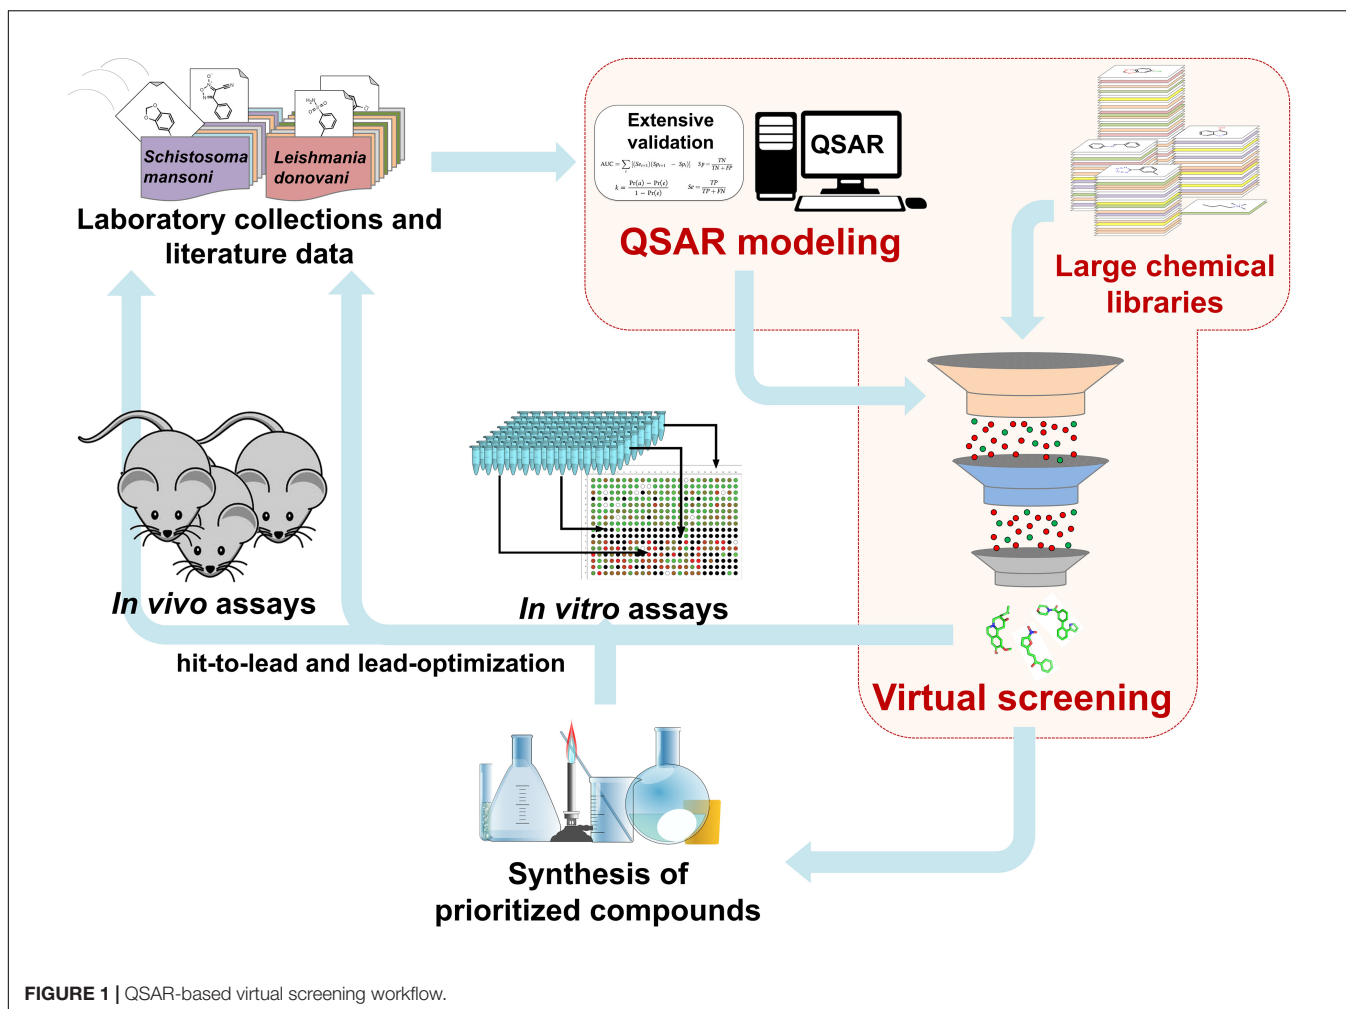 Schistosoma
mansoni
Leishmania
donovani
Laboratory collections and
literature data
Extensive
validation
QSAR
QSAR modeling
Large chemical
libraries
In vivo assays
In vitro assays
hit-to-lead and lead-optimization
Virtual screening
Synthesis of
prioritized compounds
FIGURE 1 | QSAR-based virtual screening workflow.